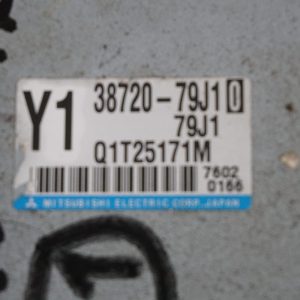 Y1 38720-79J10
79J1
Q1T25171M
7602
0166
MITSUBISHI ELECTRIC CORP. JAPAN